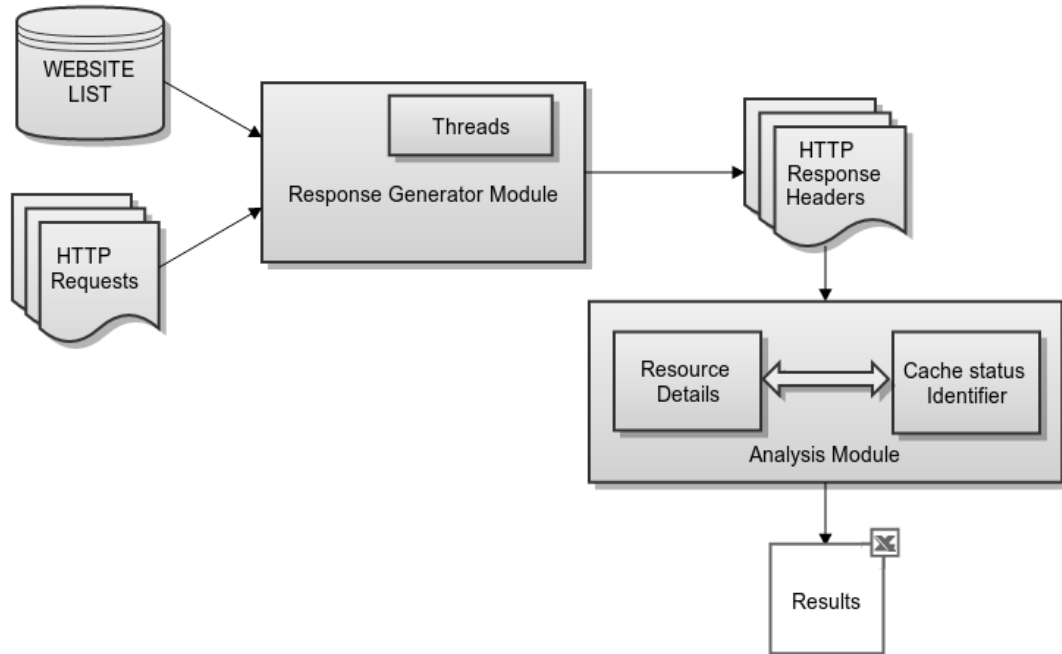 WEBSITE
LIST
Threads
Response Generator Module
HTTP
Requests
HTTP
Response
Headers
Resource
Details
Cache status
Identifier
Analysis Module
Results